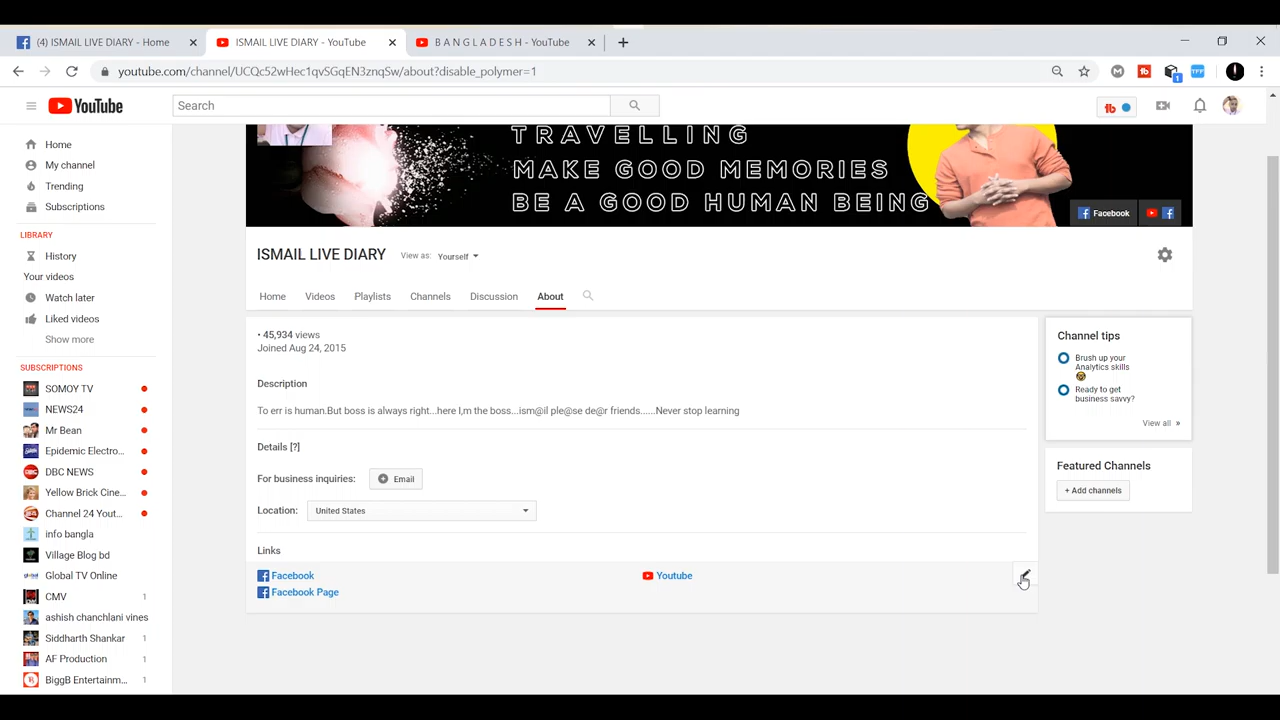 (4) ISMAIL LIVE DIARY - Home
ISMAIL LIVE DIARY - YouTube
B A N G L A D E S H - YouTube
youtube.com/channel/UCQc52wHec1qvSGqEN3znqSw/about?disable_polymer=1
M
tb
1
TFF
YouTube
Search
tb
Home
My channel
Trending
Subscriptions
LIBRARY
History
Your videos
Watch later
Liked videos
Show more
SUBSCRIPTIONS
SOMOY TV
NEWS24
Mr Bean
Epidemic Electro...
DBC NEWS
Yellow Brick Cine...
Channel 24 Yout...
info bangla
Village Blog bd
Global TV Online
CMV 1
ashish chanchlani vines
Siddharth Shankar 1
AF Production 1
BiggB Entertainm... 1
TRAVELLING
MAKE GOOD MEMORIES
BE A GOOD HUMAN BEING
Facebook
ISMAIL LIVE DIARY
View as: Yourself
Home Videos Playlists Channels Discussion About
• 45,934 views
Joined Aug 24, 2015
Description
To err is human.But boss is always right...here I,m the boss...ism@il ple@se de@r friends......Never stop learning
Details [?]
For business inquiries: Email
Location: United States
Links
Facebook
Youtube
Facebook Page
Channel tips
Brush up your
Analytics skills
Ready to get
business savvy?
View all »
Featured Channels
+ Add channels